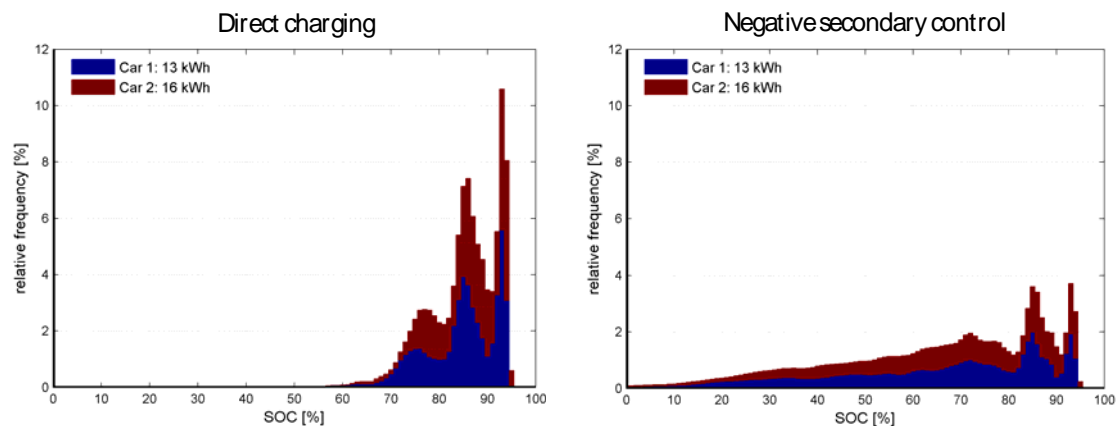 Direct charging
Negative secondary control
12
10
8
6
4
2
0
relative frequency [%]
Car 1: 13 kWh
Car 2: 16 kWh
0 10 20 30 40 50 60 70 80 90 100
SOC [%]
12
10
8
6
4
2
0
relative frequency [%]
Car 1: 13 kWh
Car 2: 16 kWh
0 10 20 30 40 50 60 70 80 90 100
SOC [%]